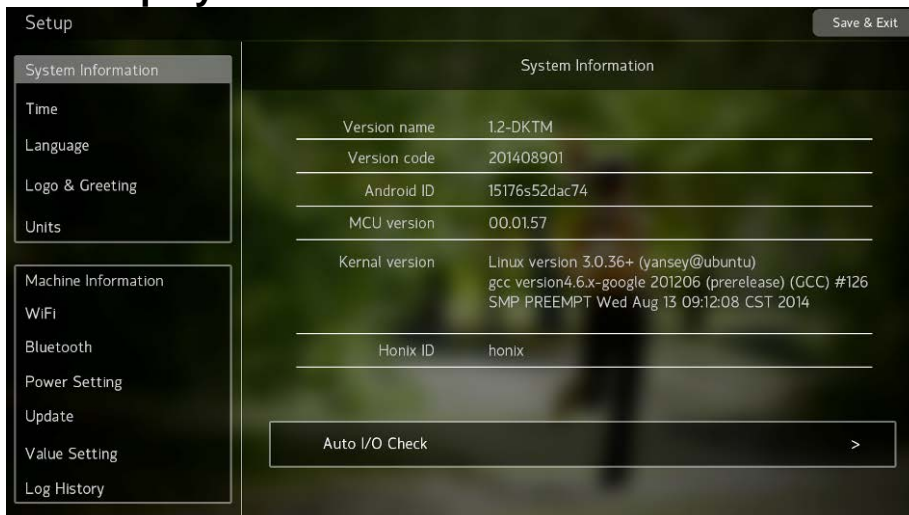 Setup
Save & Exit
System Information
Time
Language
Logo & Greeting
Units
Machine Information
WiFi
Bluetooth
Power Setting
Update
Value Setting
Log History
System Information
Version name 1.2-DKTM
Version code 201408901
Android ID 15176s52dac74
MCU version 00.01.57
Kernal version Linux version 3.0.36+ (yansey@ubuntu)
gcc version4.6.x-google 201206 (prerelease) (GCC) #126
SMP PREEMPT Wed Aug 13 09:12:08 CST 2014
Honix ID honix
Auto I/O Check >